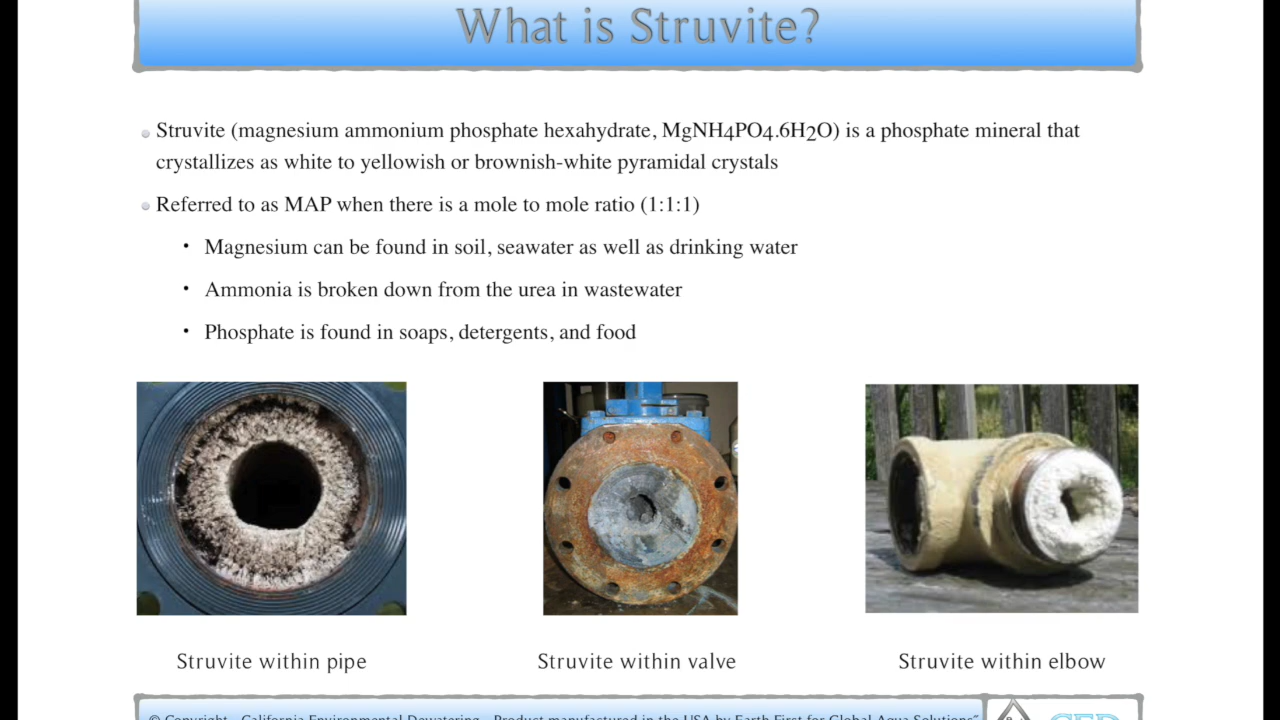 What is Struvite?
Struvite (magnesium ammonium phosphate hexahydrate, MgNH4PO4.6H2O) is a phosphate mineral that
crystallizes as white to yellowish or brownish-white pyramidal crystals
Referred to as MAP when there is a mole to mole ratio (1:1:1)
Magnesium can be found in soil, seawater as well as drinking water
Ammonia is broken down from the urea in wastewater
Phosphate is found in soaps, detergents, and food
Struvite within pipe
Struvite within valve
Struvite within elbow
© Copyright - California Environmental Dewatering - Product manufactured in the USA by Earth First for Global Aqua Solutions”
CED